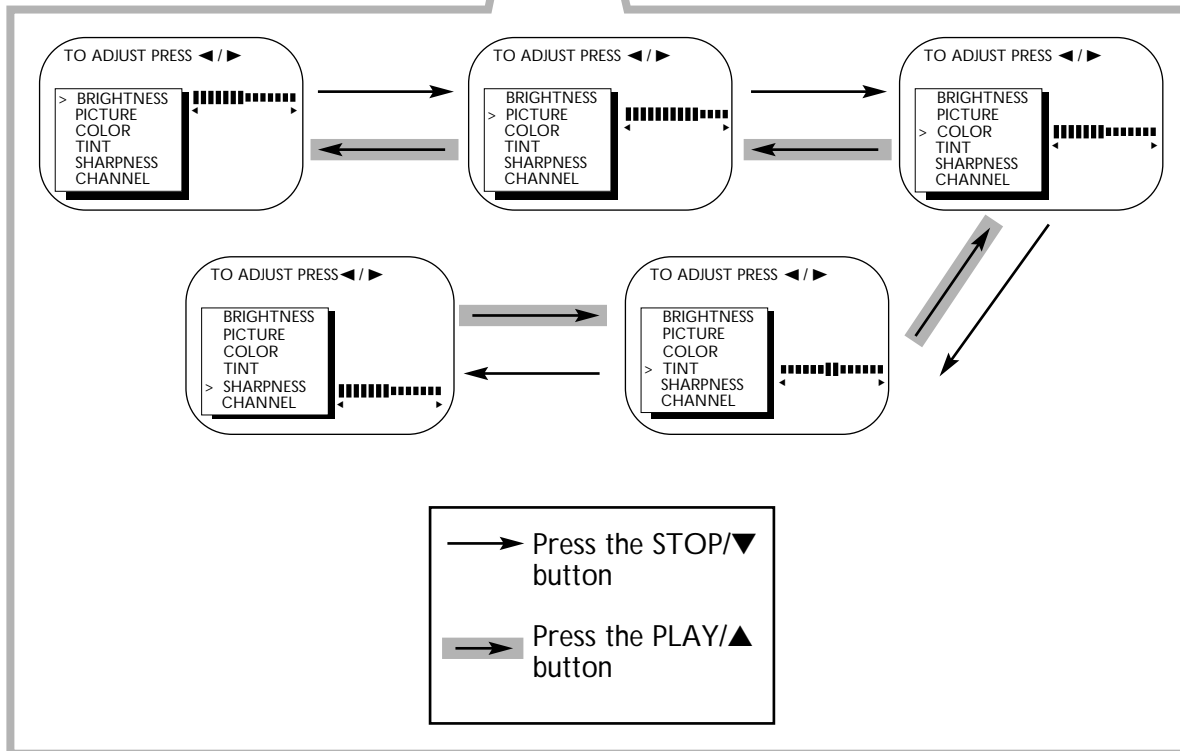 TO ADJUST PRESS ◄ / ►
> BRIGHTNESS
PICTURE
COLOR
TINT
SHARPNESS
CHANNEL
TO ADJUST PRESS ◄ / ►
BRIGHTNESS
> PICTURE
COLOR
TINT
SHARPNESS
CHANNEL
TO ADJUST PRESS ◄ / ►
BRIGHTNESS
PICTURE
> COLOR
TINT
SHARPNESS
CHANNEL
TO ADJUST PRESS◄ / ►
BRIGHTNESS
PICTURE
COLOR
TINT
> SHARPNESS
CHANNEL
TO ADJUST PRESS ◄ / ►
BRIGHTNESS
PICTURE
COLOR
> TINT
SHARPNESS
CHANNEL
Press the STOP/▼
button
Press the PLAY/▲
button